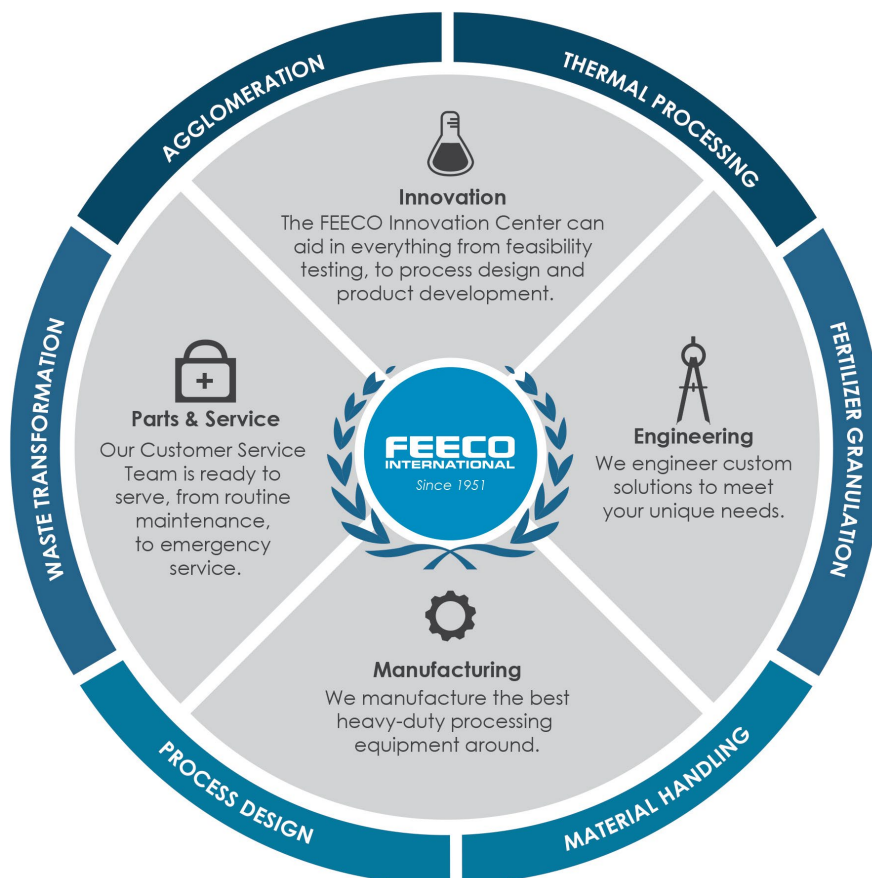 AGGLOMERATION
THERMAL PROCESSING
Innovation
The FEECO Innovation Center can
aid in everything from feasibility
testing, to process design and
product development.
WASTE TRANSFORMATION
Parts & Service
Our Customer Service
Team is ready to
serve, from routine
maintenance,
to emergency
service.
FEECO
INTERNATIONAL
Since 1951
Engineering
We engineer custom
solutions to meet
your unique needs.
FERTILIZER GRANULATION
Manufacturing
We manufacture the best
heavy-duty processing
equipment around.
PROCESS DESIGN
MATERIAL HANDLING